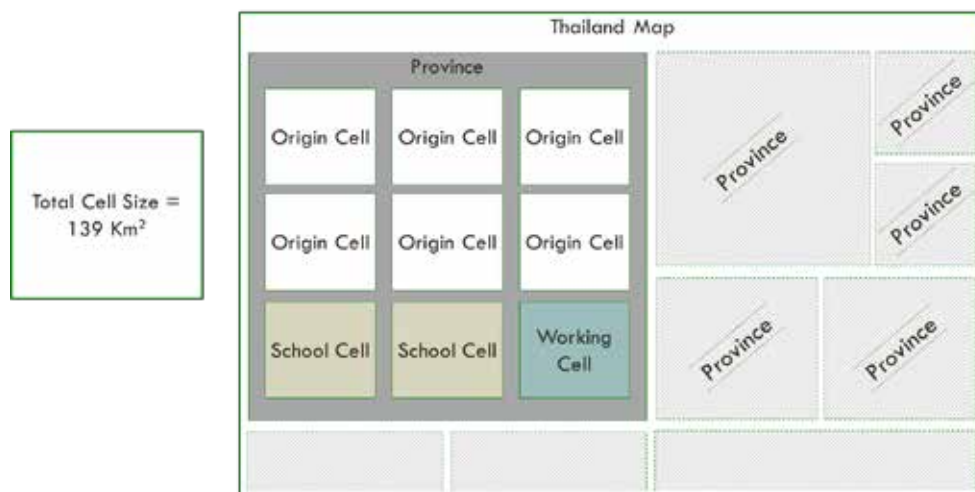 Thailand Map
Province
Origin Cell Origin Cell Origin Cell
Origin Cell Origin Cell Origin Cell
School Cell School Cell Working
Cell
Total Cell Size =
139 Km²
Province
Province
Province
Province
Province